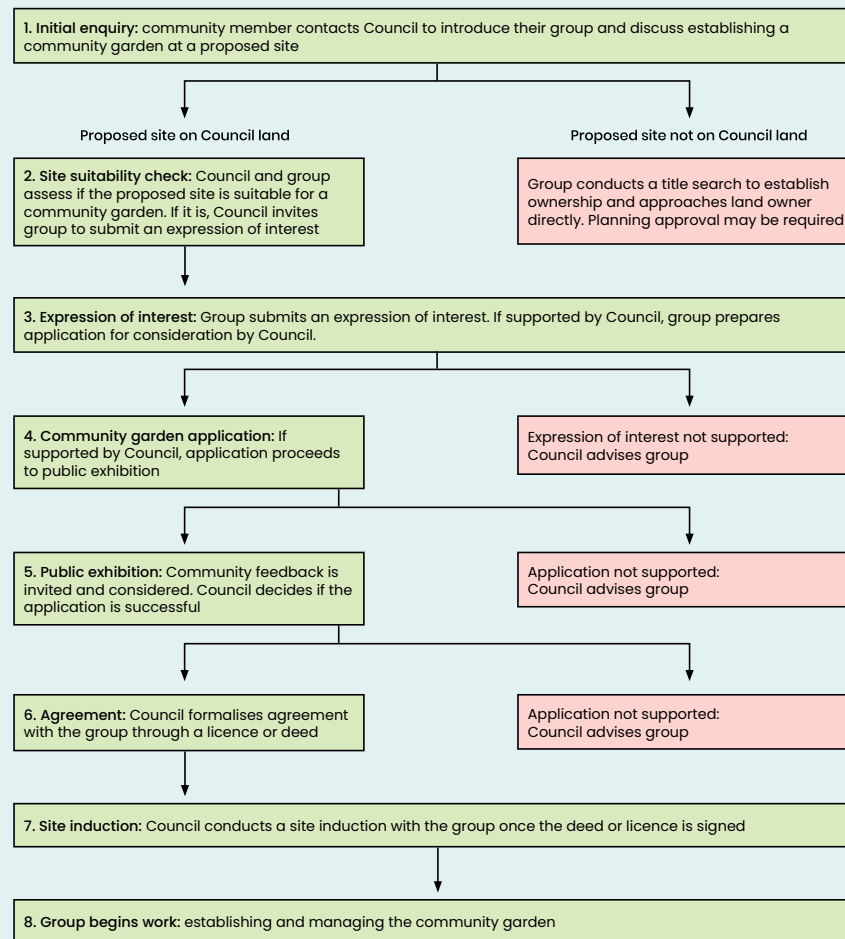 1. Initial enquiry: community member contacts Council to introduce their group and discuss establishing a
community garden at a proposed site
Proposed site on Council land
Proposed site not on Council land
2. Site suitability check: Council and group
assess if the proposed site is suitable for a
community garden. If it is, Council invites
group to submit an expression of interest
Group conducts a title search to establish
ownership and approaches land owner
directly. Planning approval may be required
3. Expression of interest: Group submits an expression of interest. If supported by Council, group prepares
application for consideration by Council.
4. Community garden application: If
supported by Council, application proceeds
to public exhibition
Expression of interest not supported:
Council advises group
5. Public exhibition: Community feedback is
invited and considered. Council decides if the
application is successful
Application not supported:
Council advises group
6. Agreement: Council formalises agreement
with the group through a licence or deed
Application not supported:
Council advises group
7. Site induction: Council conducts a site induction with the group once the deed or licence is signed
8. Group begins work: establishing and managing the community garden